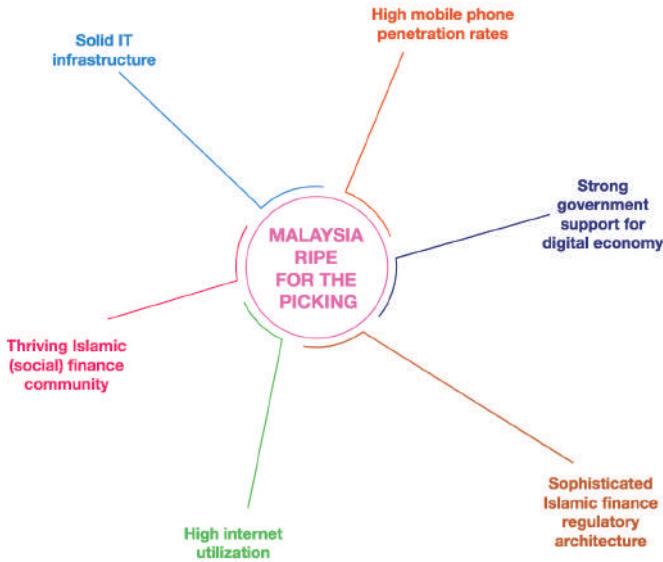 Solid IT
infrastructure
High mobile phone
penetration rates
Strong
government
support for
digital economy
MALAYSIA
RIPE
FOR THE
PICKING
Thriving Islamic
(social) finance
community
High internet
utilization
Sophisticated
Islamic finance
regulatory
architecture